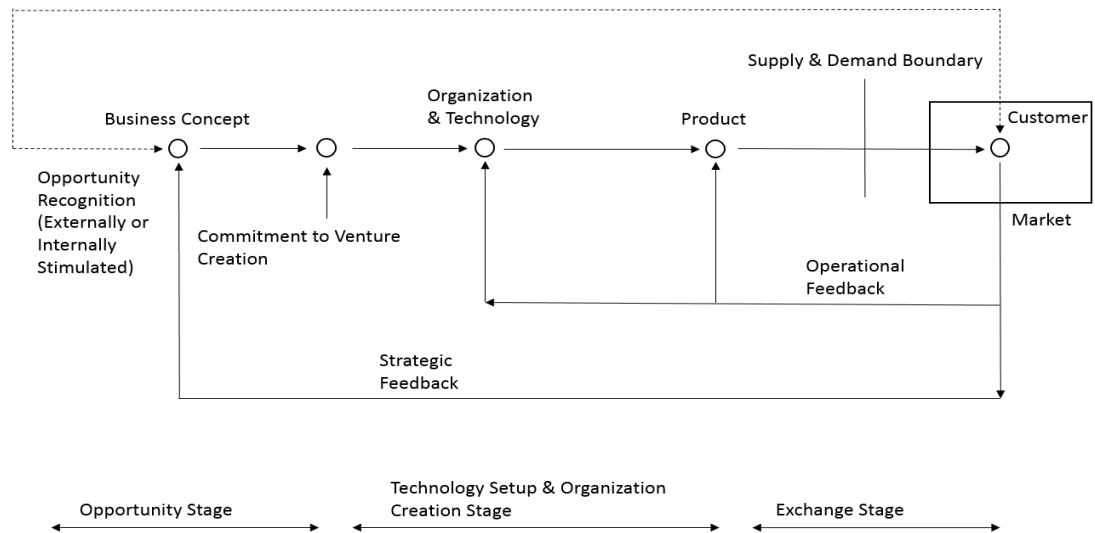 Supply & Demand Boundary
Organization
& Technology
Business Concept
Product
Customer
Opportunity
Recognition
(Externally or
Internally
Stimulated)
Commitment to Venture
Creation
Market
Operational
Feedback
Strategic
Feedback
Technology Setup & Organization
Creation Stage
Opportunity Stage
Exchange Stage